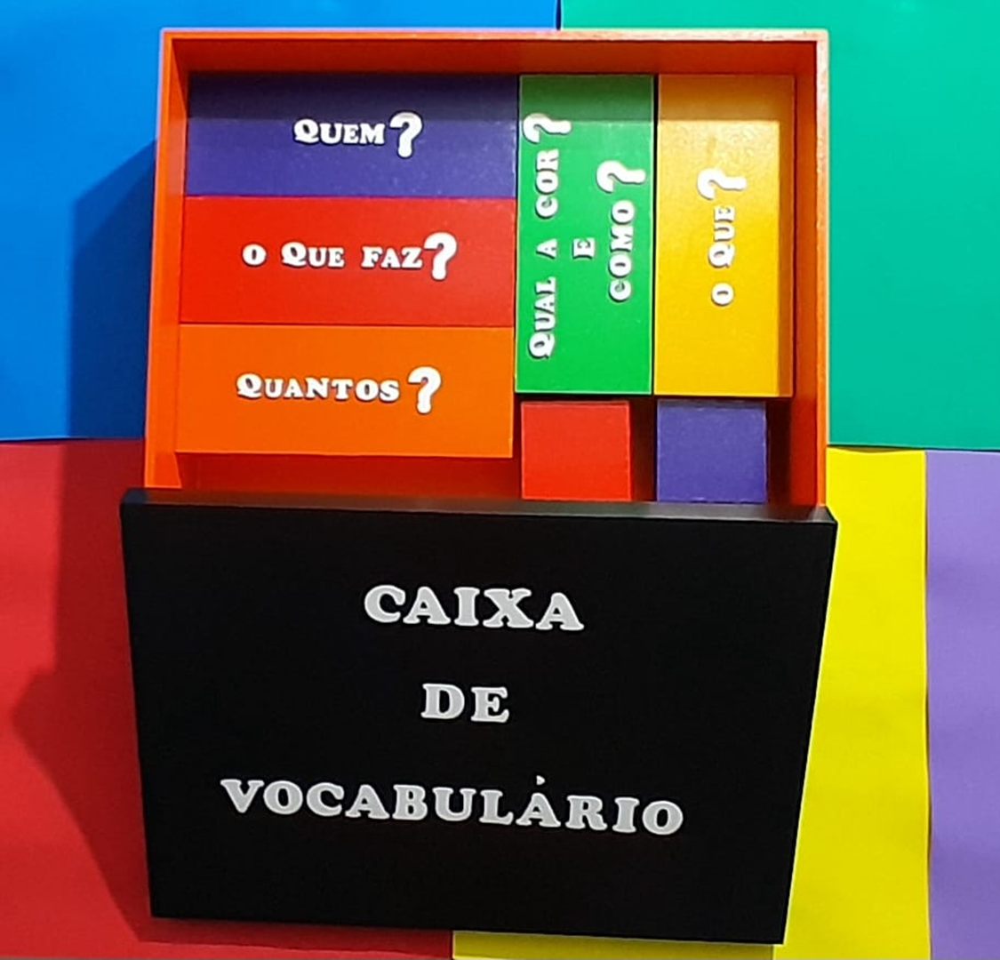 QUEM?
O QUE FAZ?
QUANTOS?
QUAL A COR?
E
COMO?
O QUE?
CAIXA
DE
VOCABULÁRIO